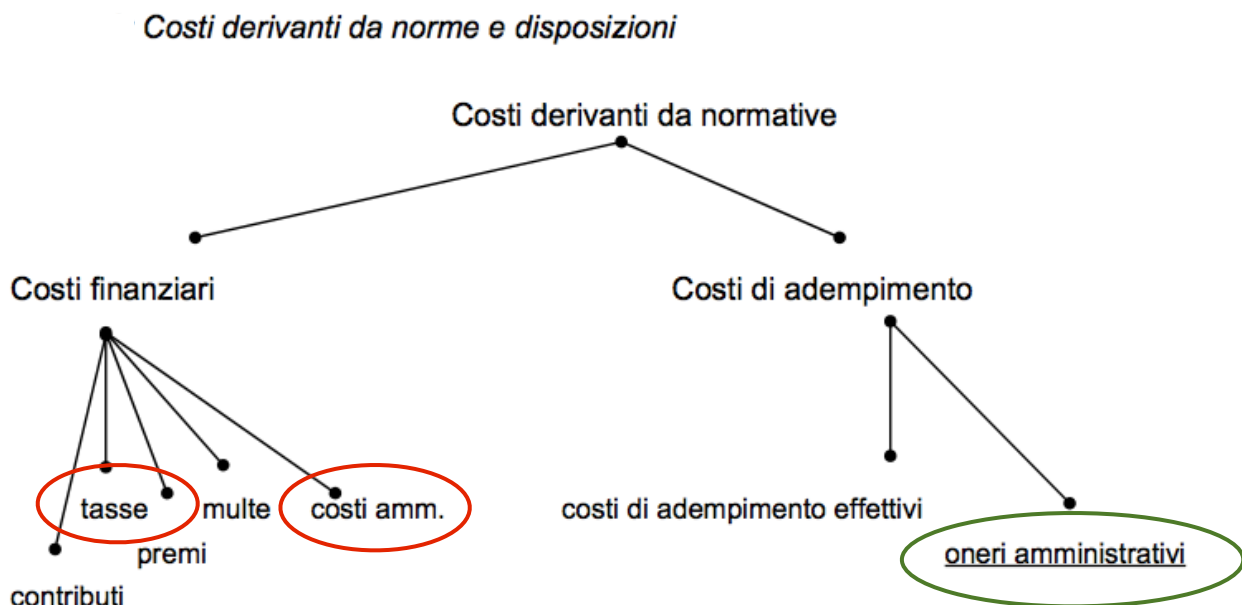 Costi derivanti da norme e disposizioni
Costi derivanti da normative
Costi finanziari
Costi di adempimento
tasse
multe
costi amm.
costi di adempimento effettivi
premi
oneri amministrativi
contributi